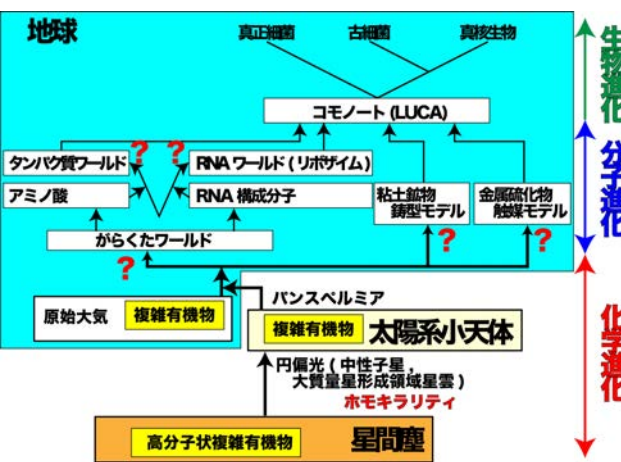 地球
真正細菌
古細菌
真核生物
コモノート(LUCA)
?
?
タンパク質ワールド
RNAワールド(リボザイム)
アミノ酸
RNA構成分子
粘土鉱物
鋳型モデル
金属硫化物
触媒モデル
がらくたワールド
?
?
?
原始大気
複雑有機物
パンスペルミア
複雑有機物
太陽系小天体
円偏光(中性子星,
大質量星形成領域星雲)
ホモキラリティ
高分子状複雑有機物
星間塵
生物進化
分子進化
化学進化